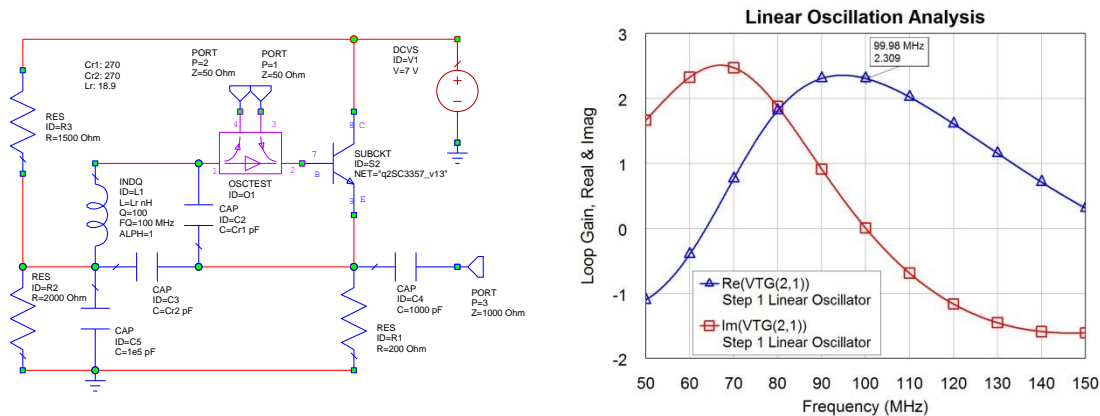 Cr1: 270
Cr2: 270
Lr: 18.9
PORT
P=2
Z=50 Ohm
PORT
P=1
Z=50 Ohm
DCVS
ID=V1
V=7 V
RES
ID=R3
R=1500 Ohm
4
3
1
2
OSCTEST
ID=O1
8
C
7
B
9
E
SUBCKT
ID=S2
NET="q2SC3357_v13"
INDQ
ID=L1
L=Lr nH
Q=100
FQ=100 MHz
ALPH=1
CAP
ID=C2
C=Cr1 pF
RES
ID=R2
R=2000 Ohm
CAP
ID=C3
C=Cr2 pF
CAP
ID=C4
C=1000 pF
PORT
P=3
Z=1000 Ohm
CAP
ID=C5
C=1e5 pF
RES
ID=R1
R=200 Ohm
Linear Oscillation Analysis
99.98 MHz
2.309
Loop Gain, Real & Imag
3
2
1
0
-1
-2
Re(VTG(2,1))
Step 1 Linear Oscillator
Im(VTG(2,1))
Step 1 Linear Oscillator
50 60 70 80 90 100 110 120 130 140 150
Frequency (MHz)